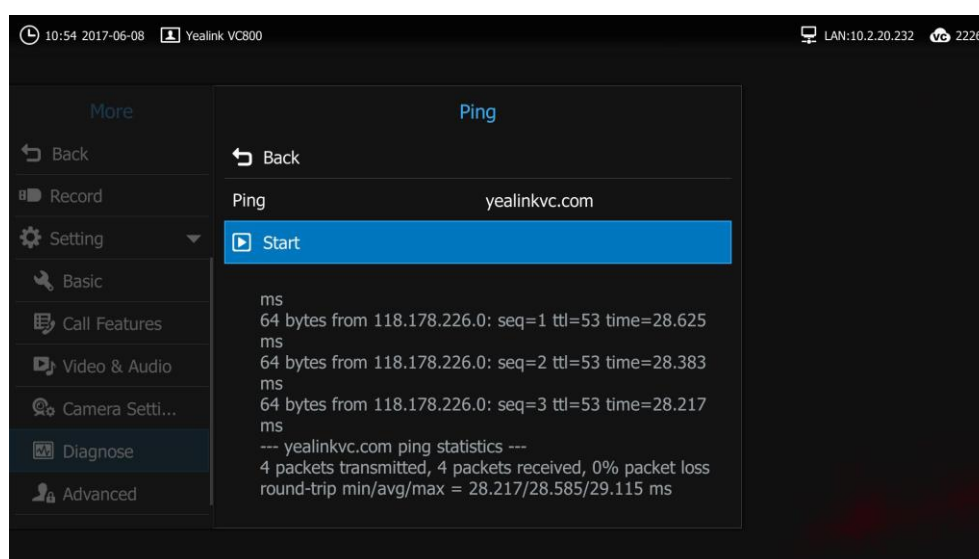 10:54 2017-06-08 Yealink VC800 LAN:10.2.20.232 VC 2226
More
Back
Record
Setting
Basic
Call Features
Video & Audio
Camera Setti...
Diagnose
Advanced
Ping
Back
Ping yealinkvc.com
Start
ms
64 bytes from 118.178.226.0: seq=1 ttl=53 time=28.625
ms
64 bytes from 118.178.226.0: seq=2 ttl=53 time=28.383
ms
64 bytes from 118.178.226.0: seq=3 ttl=53 time=28.217
ms
--- yealinkvc.com ping statistics ---
4 packets transmitted, 4 packets received, 0% packet loss
round-trip min/avg/max = 28.217/28.585/29.115 ms